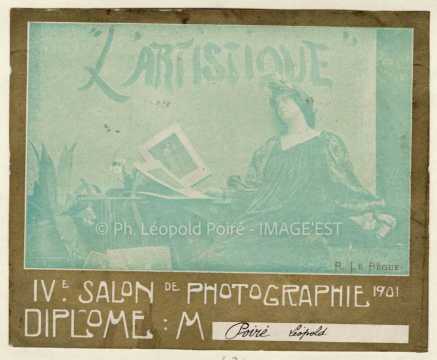 "L'ARTISTIQUE"
© Ph. Léopold Poiré - IMAGE'EST
R. LE BÈGUE
IVE. SALON DE PHOTOGRAPHIE 1901
DIPLOME : M Poiré Léopold